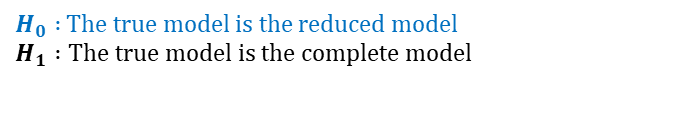 H₀ : The true model is the reduced model
H₁ : The true model is the complete model